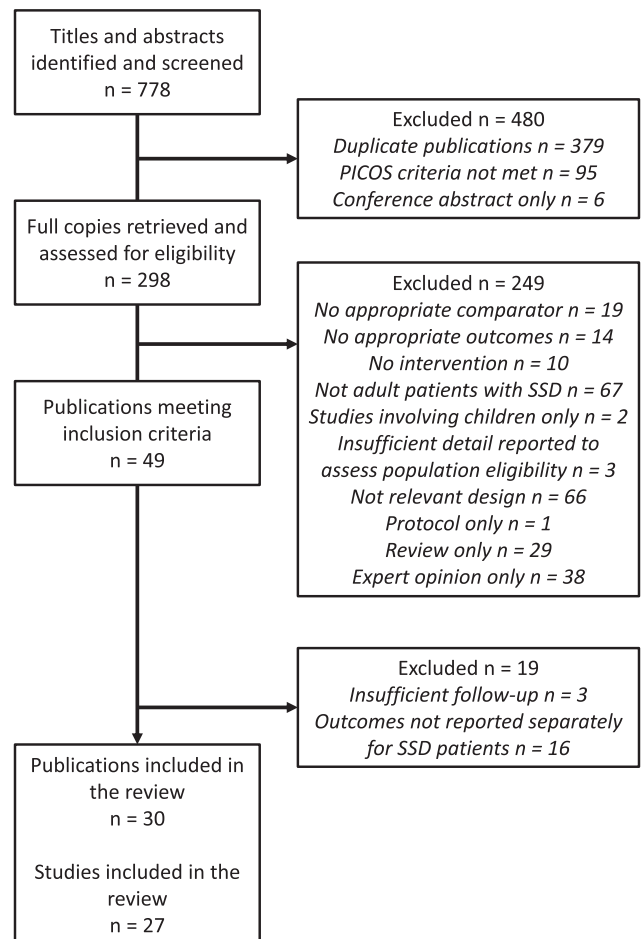 Titles and abstracts
identified and screened
n = 778
Excluded n = 480
Duplicate publications n = 379
PICOS criteria not met n = 95
Conference abstract only n = 6
Full copies retrieved and
assessed for eligibility
n = 298
Excluded n = 249
No appropriate comparator n = 19
No appropriate outcomes n = 14
No intervention n = 10
Not adult patients with SSD n = 67
Studies involving children only n = 2
Insufficient detail reported to
assess population eligibility n = 3
Not relevant design n = 66
Protocol only n = 1
Review only n = 29
Expert opinion only n = 38
Publications meeting
inclusion criteria
n = 49
Excluded n = 19
Insufficient follow-up n = 3
Outcomes not reported separately
for SSD patients n = 16
Publications included in
the review
n = 30
Studies included in the
review
n = 27